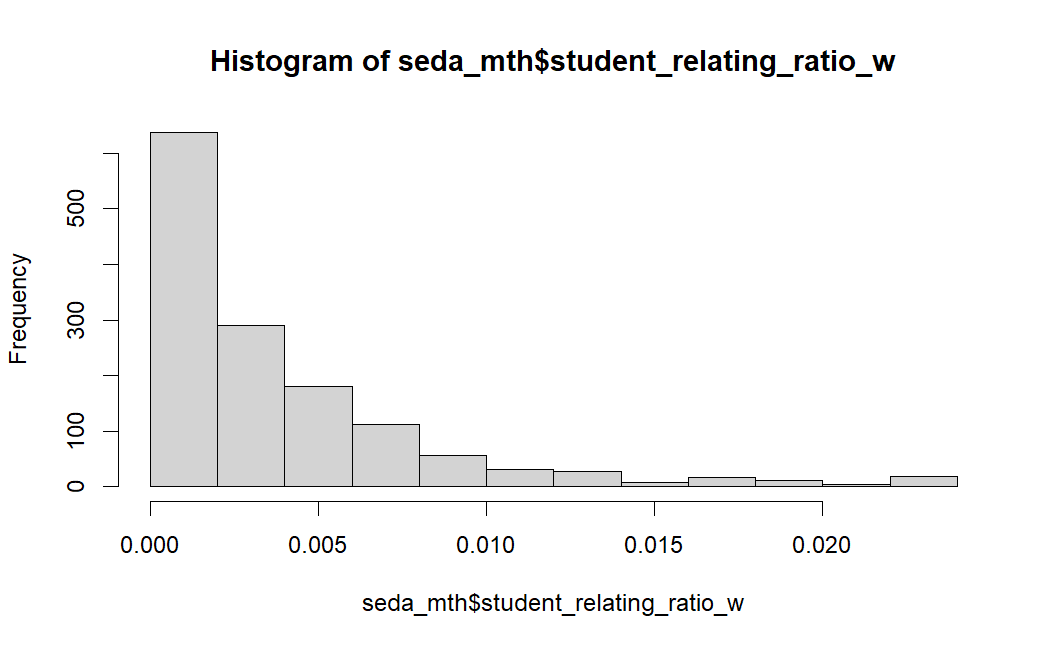 Histogram of seda_mth$student_relating_ratio_w
Frequency
500
300
100
0
0.000 0.005 0.010 0.015 0.020
seda_mth$student_relating_ratio_w